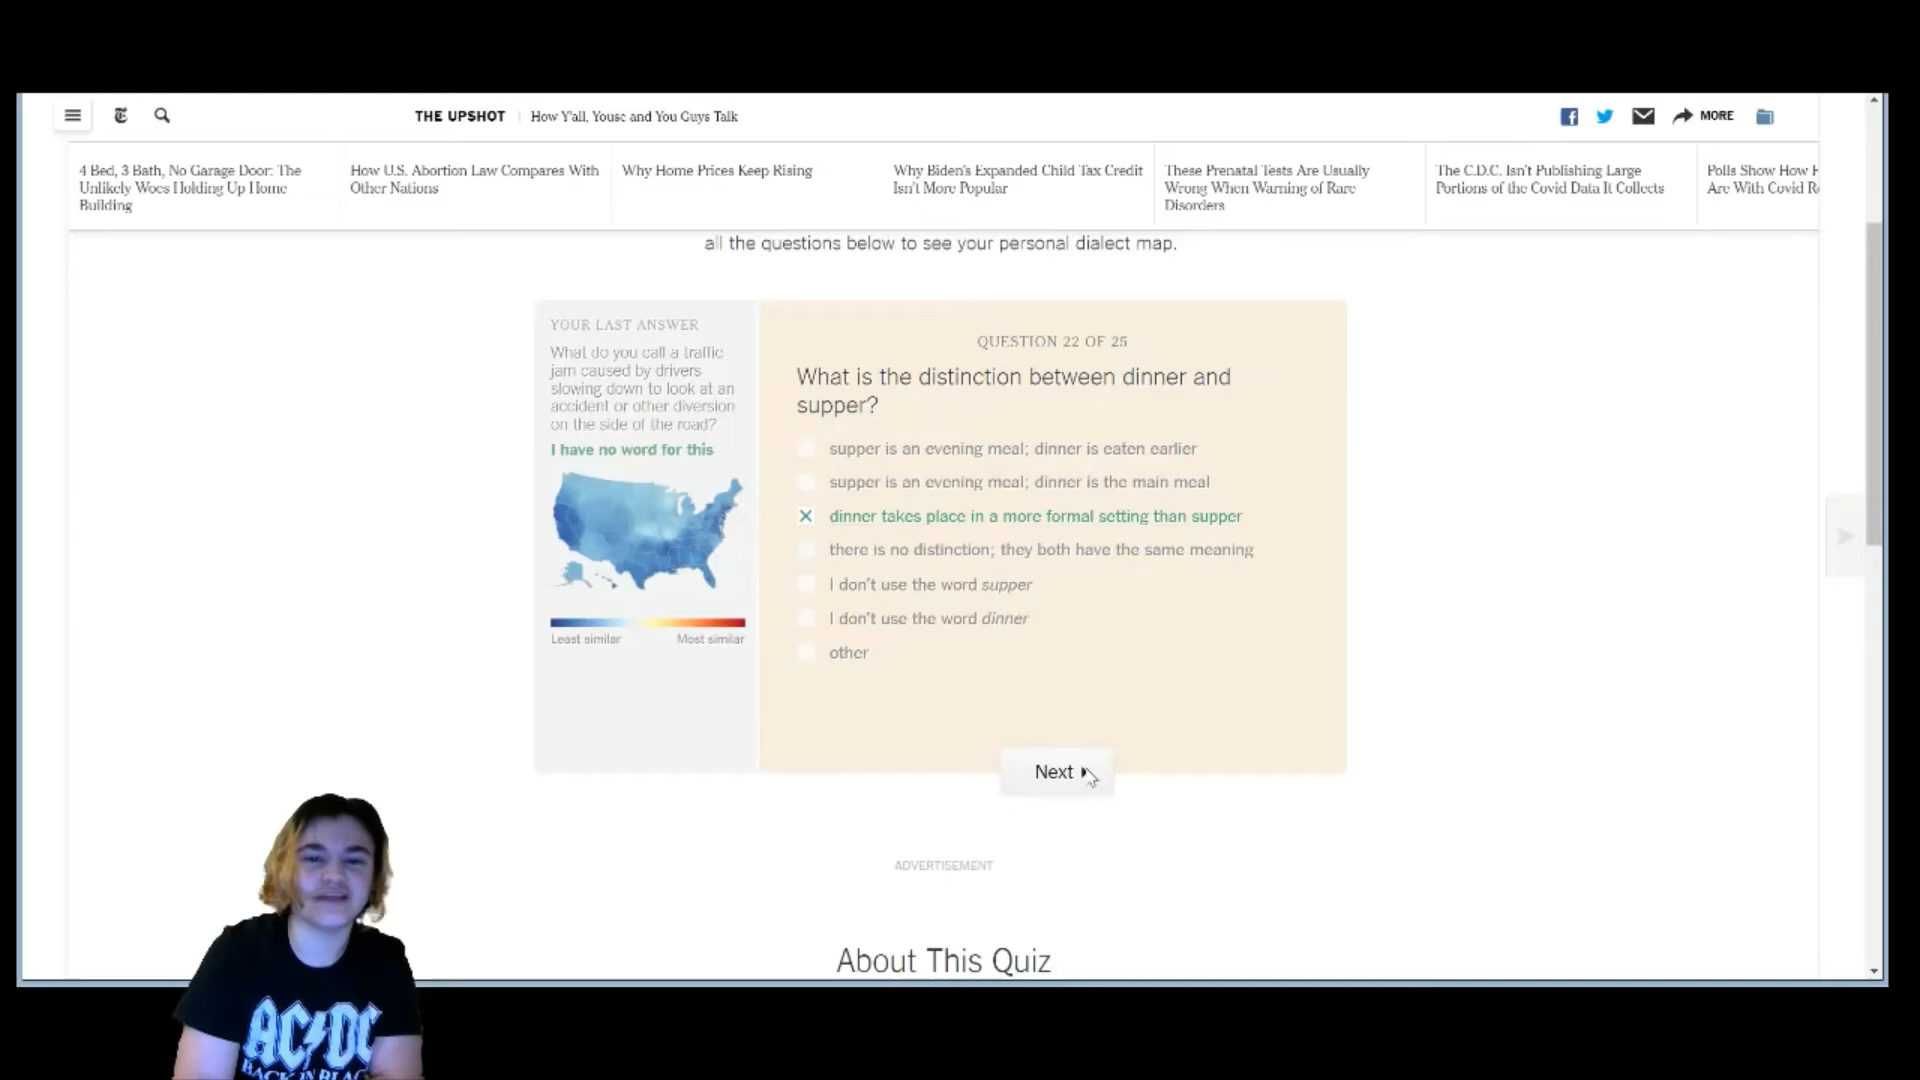 THE UPSHOT | How Y'all, Youse and You Guys Talk
MORE
4 Bed, 3 Bath, No Garage Door: The
Unlikely Woes Holding Up Home
Building
How U.S. Abortion Law Compares With
Other Nations
Why Home Prices Keep Rising
Why Biden's Expanded Child Tax Credit
Isn't More Popular
These Prenatal Tests Are Usually
Wrong When Warning of Rare
Disorders
The C.D.C. Isn't Publishing Large
Portions of the Covid Data It Collects
Polls Show How
Are With Covid
all the questions below to see your personal dialect map.
YOUR LAST ANSWER
What do you call a traffic
jam caused by drivers
slowing down to look at an
accident or other diversion
on the side of the road?
I have no word for this
Least similar Most similar
QUESTION 22 OF 25
What is the distinction between dinner and
supper?
supper is an evening meal; dinner is eaten earlier
supper is an evening meal; dinner is the main meal
dinner takes place in a more formal setting than supper
there is no distinction; they both have the same meaning
I don't use the word supper
I don't use the word dinner
other
Next
ADVERTISEMENT
About This Quiz
AC DC
BACK IN BLAC